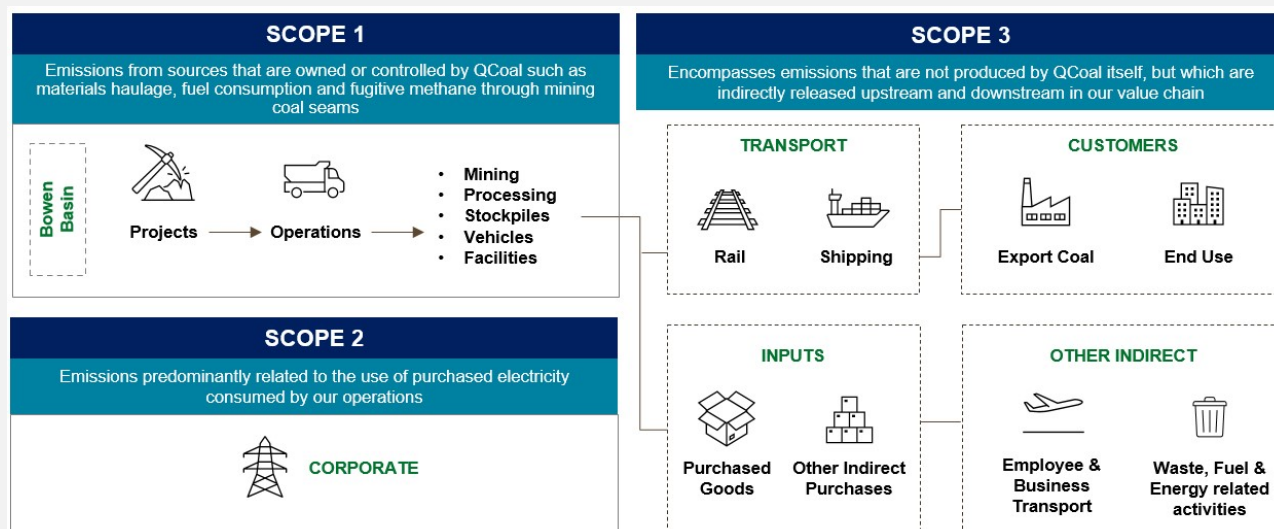 SCOPE 1
Emissions from sources that are owned or controlled by QCoal such as
materials haulage, fuel consumption and fugitive methane through mining
coal seams
Bowen
Basin
Projects
Operations
• Mining
• Processing
• Stockpiles
• Vehicles
• Facilities
SCOPE 2
Emissions predominantly related to the use of purchased electricity
consumed by our operations
CORPORATE
SCOPE 3
Encompasses emissions that are not produced by QCoal itself, but which are
indirectly released upstream and downstream in our value chain
TRANSPORT
Rail
Shipping
CUSTOMERS
Export Coal
End Use
INPUTS
Purchased
Goods
Other Indirect
Purchases
OTHER INDIRECT
Employee &
Business
Transport
Waste, Fuel &
Energy related
activities